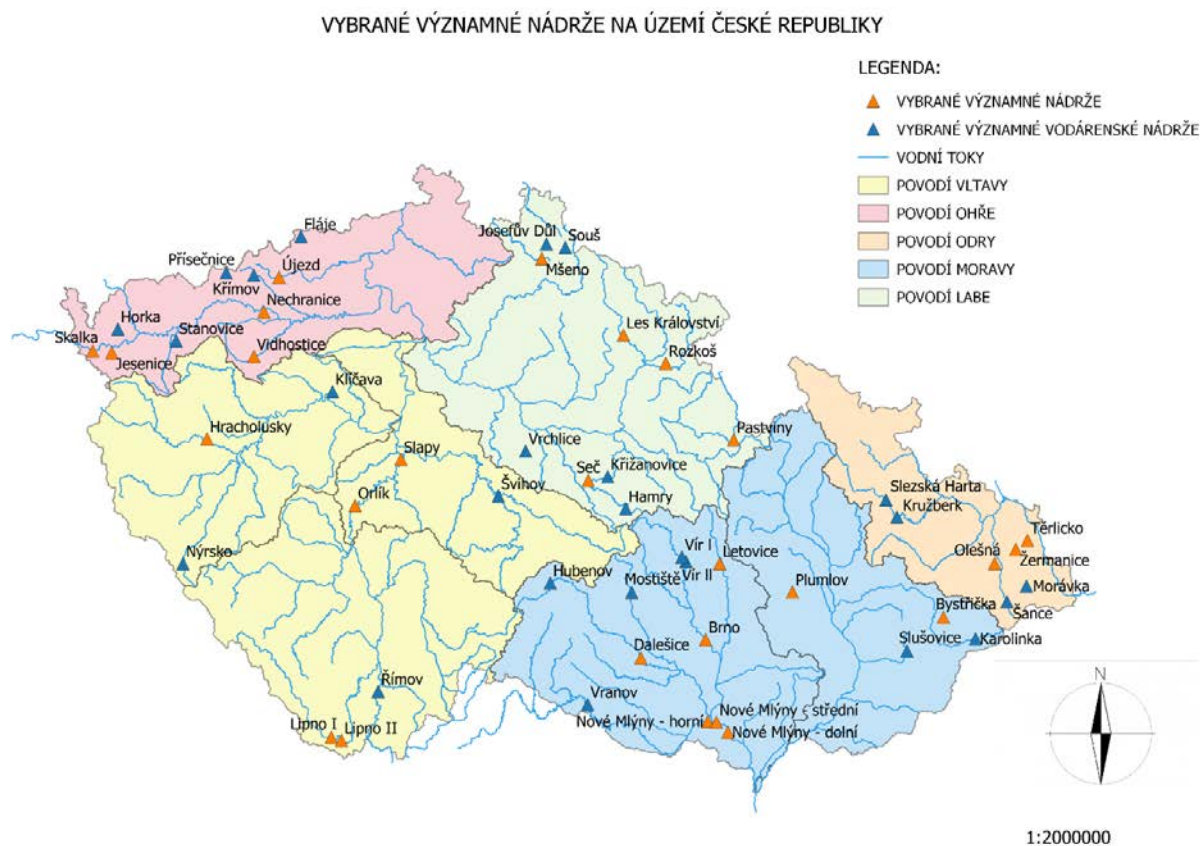 VYBRANÉ VÝZNAMNÉ NÁDRŽE NA ÚZEMÍ ČESKÉ REPUBLIKY
LEGENDA:
VYBRANÉ VÝZNAMNÉ NÁDRŽE
VYBRANÉ VÝZNAMNÉ VODÁRENSKÉ NÁDRŽE
VODNÍ TOKY
POVODÍ VLTAVY
POVODÍ OHŘE
POVODÍ ODRY
POVODÍ MORAVY
POVODÍ LABE
Fláje
Přísečnice
Újezd
Křímov
Nechranice
Horka
Stanovice
Skalka
Jesenice
Vidhostice
Josefův Důl
Souš
Mšeno
Les Království
Rozkoš
Klíčava
Hracholusky
Slapy
Vrchlice
Pastviny
Seč
Křižanovice
Orlík
Švihov
Hamry
Slezská Harta
Kružberk
Těrlicko
Olešná
Žermanice
Morávka
Šance
Nýrsko
Hubenov
Vír I
Vír II
Letovice
Mostiště
Plumlov
Bystřička
Slušovice
Karolinka
Brno
Dalešice
Římov
Vranov
Lipno I
Lipno II
Nové Mlýny - střední
Nové Mlýny - horní
Nové Mlýny - dolní
N
1:2000000